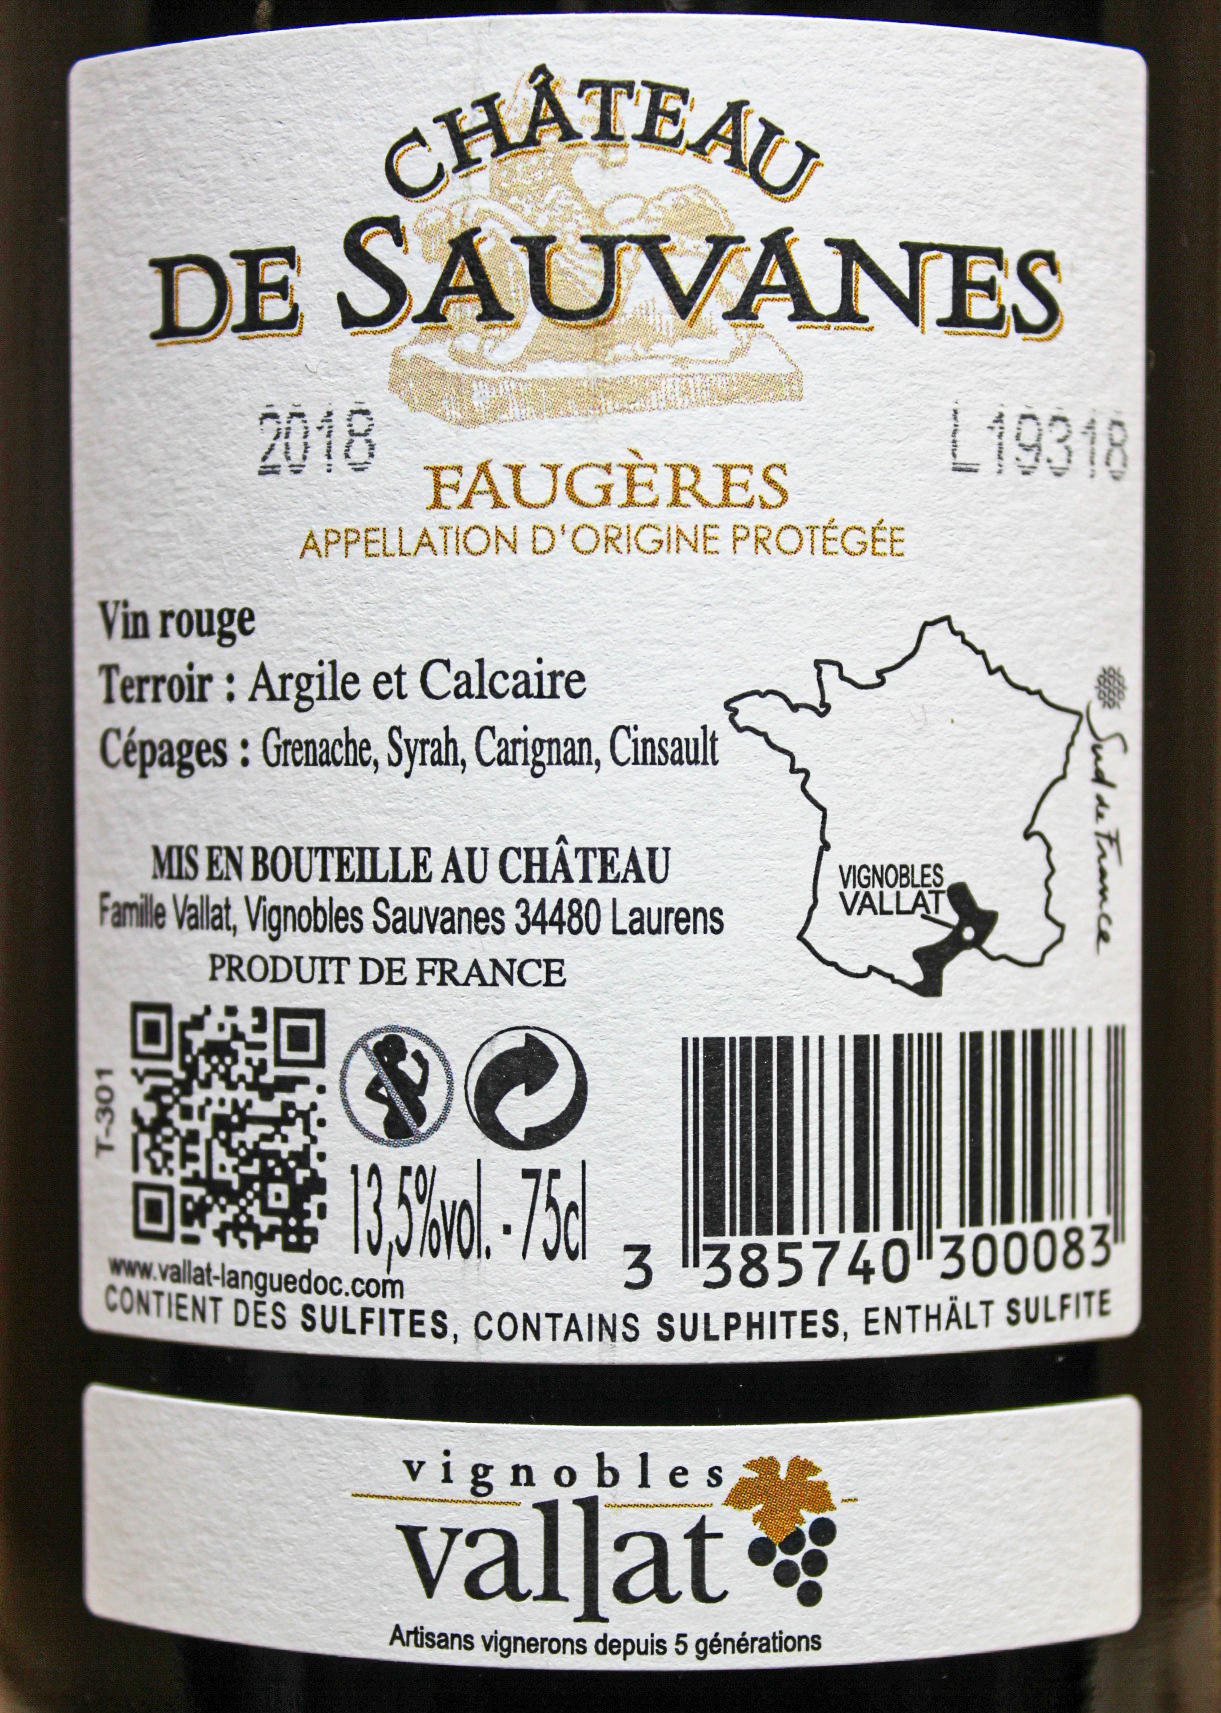 CHÂTEAU
DE SAUVANES
2018
L19318
FAUGÈRES
APPELLATION D'ORIGINE PROTÉGÉE
Vin rouge
Terroir : Argile et Calcaire
Cépages : Grenache, Syrah, Carignan, Cinsault
MIS EN BOUTEILLE AU CHÂTEAU
Famille Vallat, Vignobles Sauvanes 34480 Laurens
PRODUIT DE FRANCE
VIGNOBLES
VALLAT
Sud de France
T-301
13,5%vol. - 75cl
www.vallat-languedoc.com
3 385740 300083
CONTIENT DES SULFITES, CONTAINS SULPHITES, ENTHÄLT SULFITE
vignobles
vallat
Artisans vignerons depuis 5 générations